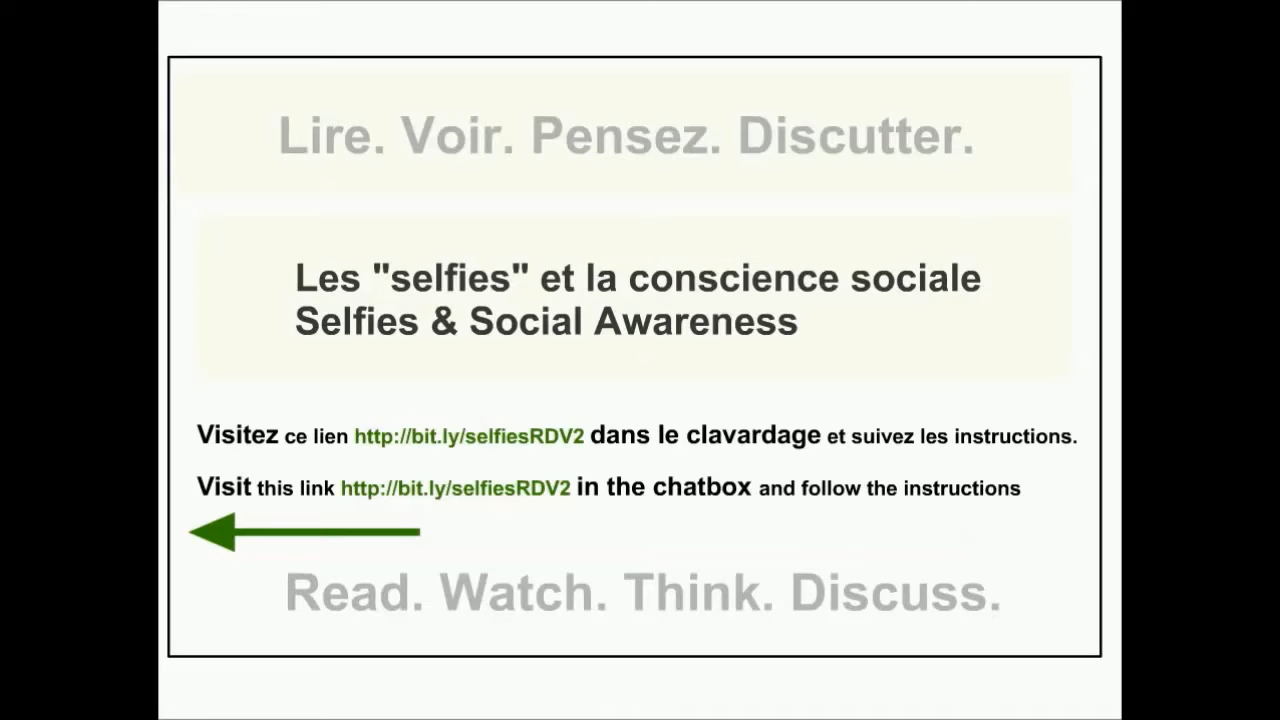 Lire. Voir. Pensez. Discutter.
Les "selfies" et la conscience sociale
Selfies & Social Awareness
Visitez ce lien http://bit.ly/selfiesRDV2 dans le clavardage et suivez les instructions.
Visit this link http://bit.ly/selfiesRDV2 in the chatbox and follow the instructions
Read. Watch. Think. Discuss.